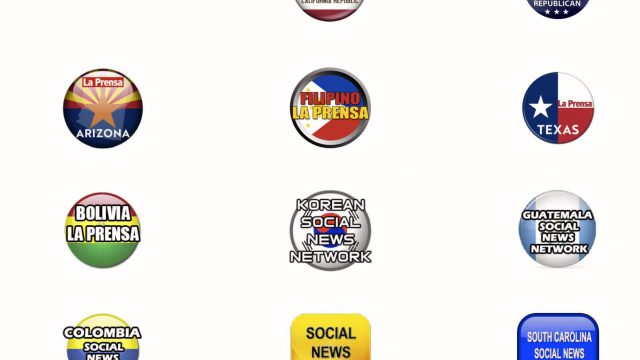 CALIFORNIA REPUBLIC
REPUBLICAN
La Prensa
ARIZONA
FILIPINO
LA PRENSA
La Prensa
TEXAS
BOLIVIA
LA PRENSA
KOREAN
SOCIAL
NEWS
NETWORK
GUATEMALA
SOCIAL
NEWS
NETWORK
COLOMBIA
SOCIAL
NEWS
SOCIAL
NEWS
SOUTH CAROLINA
SOCIAL NEWS